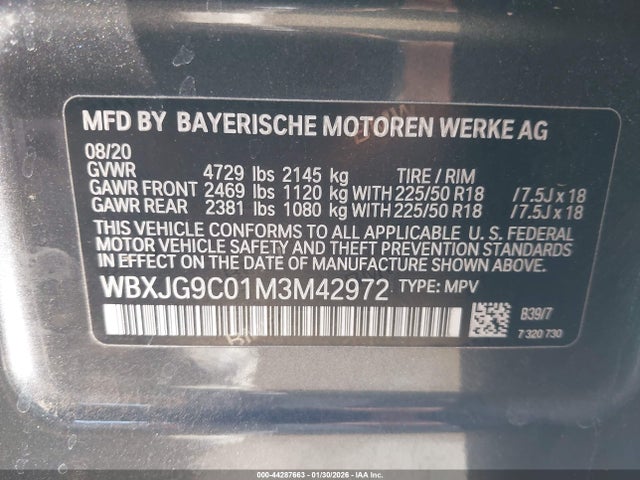 MFD BY BAYERISCHE MOTOREN WERKE AG
08/20
GVWR 4729 lbs 2145 kg TIRE / RIM
GAWR FRONT 2469 lbs 1120 kg WITH 225/50 R18 /7.5J x 18
GAWR REAR 2381 lbs 1080 kg WITH 225/50 R18 /7.5J x 18
THIS VEHICLE CONFORMS TO ALL APPLICABLE U. S. FEDERAL
MOTOR VEHICLE SAFETY AND THEFT PREVENTION STANDARDS
IN EFFECT ON THE DATE OF MANUFACTURE SHOWN ABOVE.
WBXJG9C01M3M42972 TYPE: MPV
B39/7
7 320 730
000-44287663 - 01/30/2026 - IAA Corp.